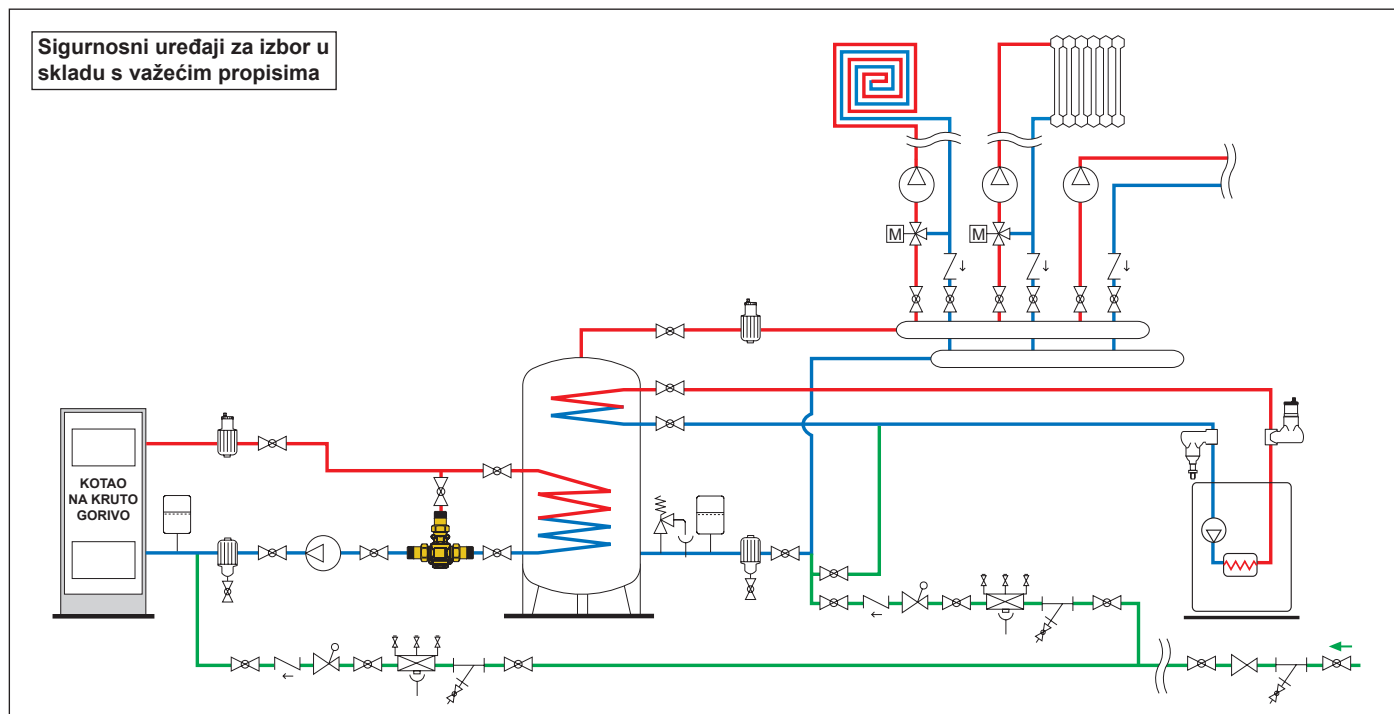 Sigurnosni uređaji za izbor u
skladu s važećim propisima
M
M
KOTAO
NA KRUTO
GORIVO